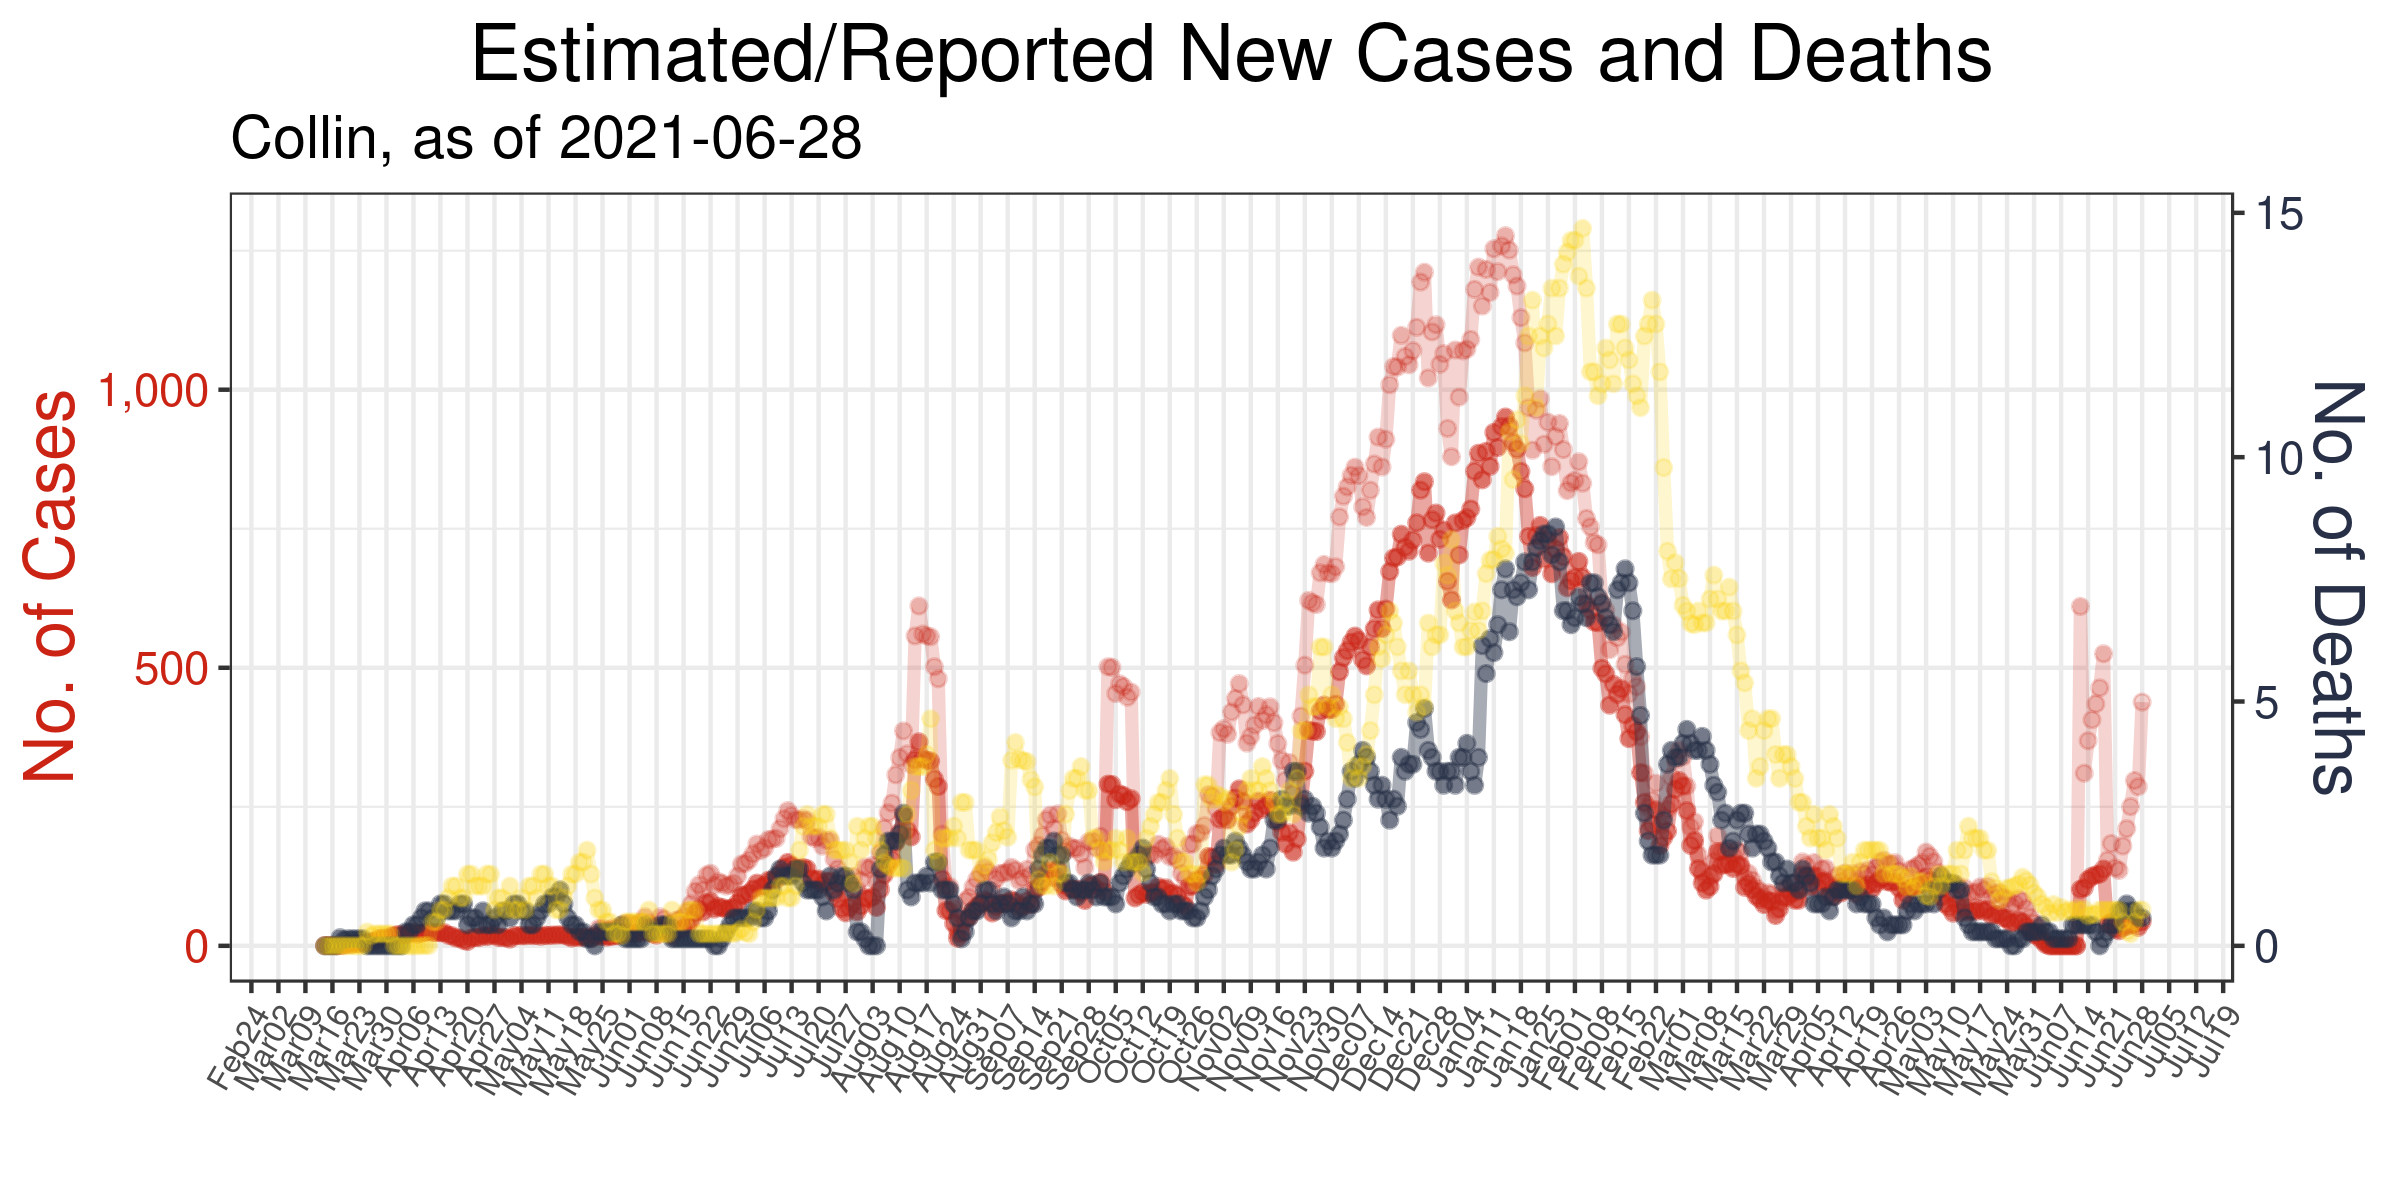 Estimated/Reported New Cases and Deaths
Collin, as of 2021-06-28
No. of Cases
1,000
500
0
15
10
5
0
No. of Deaths
Feb24
Mar02
Mar09
Mar16
Mar23
Mar30
Apr06
Apr13
Apr20
Apr27
May04
May11
May18
May25
Jun01
Jun08
Jun15
Jun22
Jun29
Jul06
Jul13
Jul20
Jul27
Aug03
Aug10
Aug17
Aug24
Aug31
Sep07
Sep14
Sep21
Sep28
Oct05
Oct12
Oct19
Oct26
Nov02
Nov09
Nov16
Nov23
Nov30
Dec07
Dec14
Dec21
Dec28
Dec04
Jan11
Jan18
Jan25
Feb01
Feb08
Feb15
Feb22
Mar01
Mar08
Mar15
Mar22
Mar29
Apr05
Apr12
Apr19
Apr26
May03
May10
May17
May24
May31
May07
Jun14
Jun21
Jun28
Jun05
Jul12
Jul19